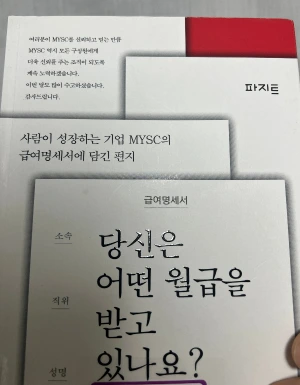 여러분이 MYSC를 신뢰하고 믿는 만큼
MYSC 역시 모든 구성원에게
더욱 신뢰를 주는 조직이 되도록
계속 노력하겠습니다.
이번 달도 많이 수고하셨습니다.
감사드립니다.
파지트
사람이 성장하는 기업 MYSC의
급여명세서에 담긴 편지
급여명세서
소속
당신은
어떤 월급을
직위
받고
성명
있나요?